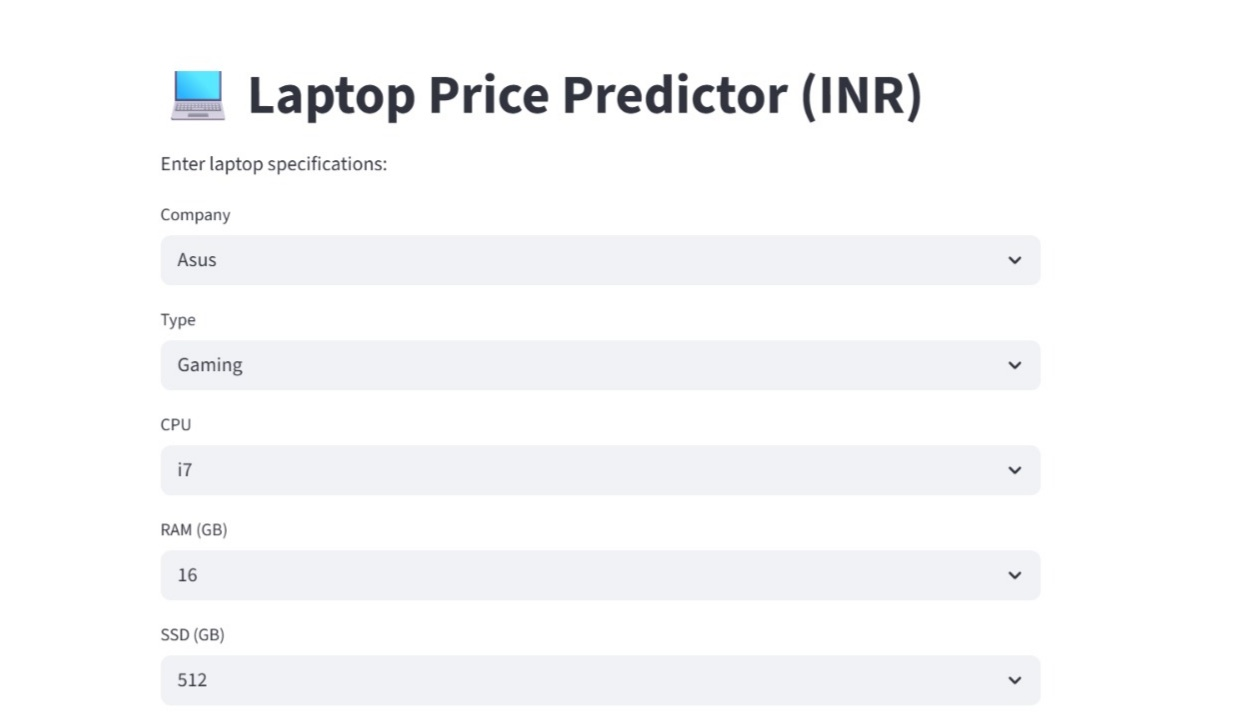 Laptop Price Predictor (INR)
Enter laptop specifications:
Company
Asus
Type
Gaming
CPU
i7
RAM (GB)
16
SSD (GB)
512